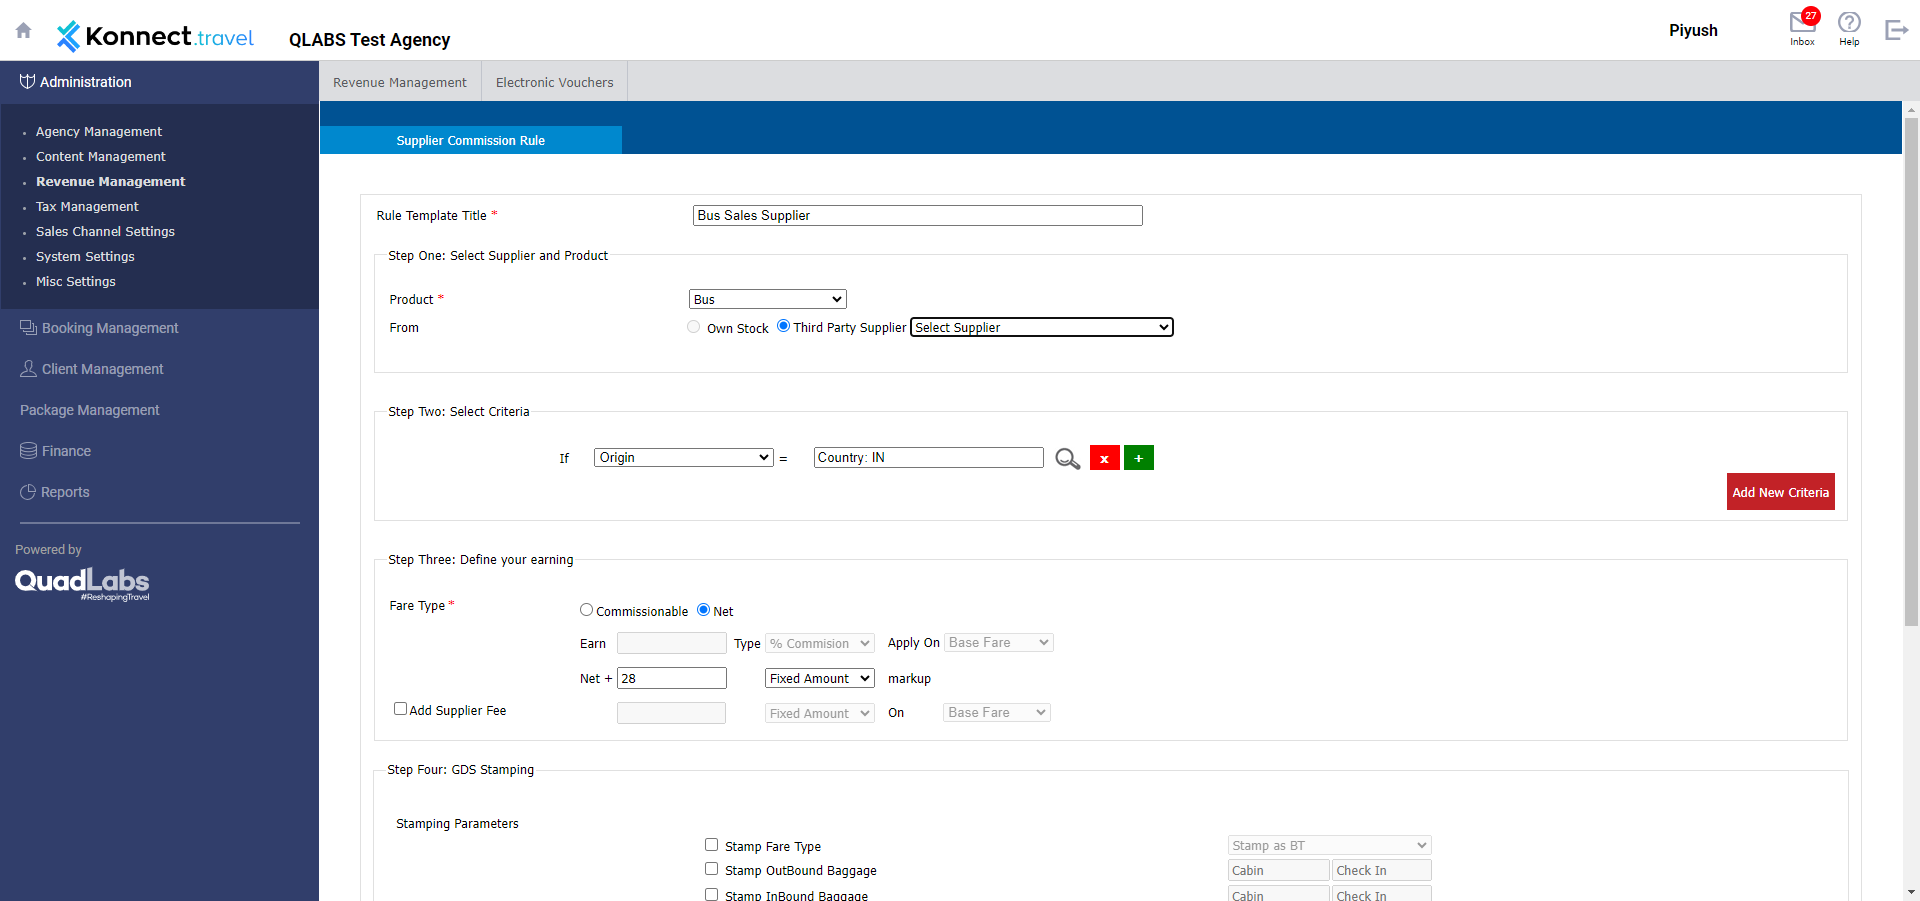 Konnect.travel
QLABS Test Agency
Piyush
27
Inbox
Help
Administration
Agency Management
Content Management
Revenue Management
Tax Management
Sales Channel Settings
System Settings
Misc Settings
Booking Management
Client Management
Package Management
Finance
Reports
Powered by
QuadLabs
#ReshapingTravel
Revenue Management
Electronic Vouchers
Supplier Commission Rule
Rule Template Title * Bus Sales Supplier
Step One: Select Supplier and Product
Product * Bus
From Own Stock Third Party Supplier Select Supplier
Step Two: Select Criteria
If Origin = Country: IN x +
Add New Criteria
Step Three: Define your earning
Fare Type * Commissionable Net
Earn Type % Commision Apply On Base Fare
Net + 28 Fixed Amount markup
Add Supplier Fee Fixed Amount On Base Fare
Step Four: GDS Stamping
Stamping Parameters
Stamp Fare Type Stamp as BT
Stamp OutBound Baggage Cabin Check In
Stamp InBound Baggage Cabin Check In